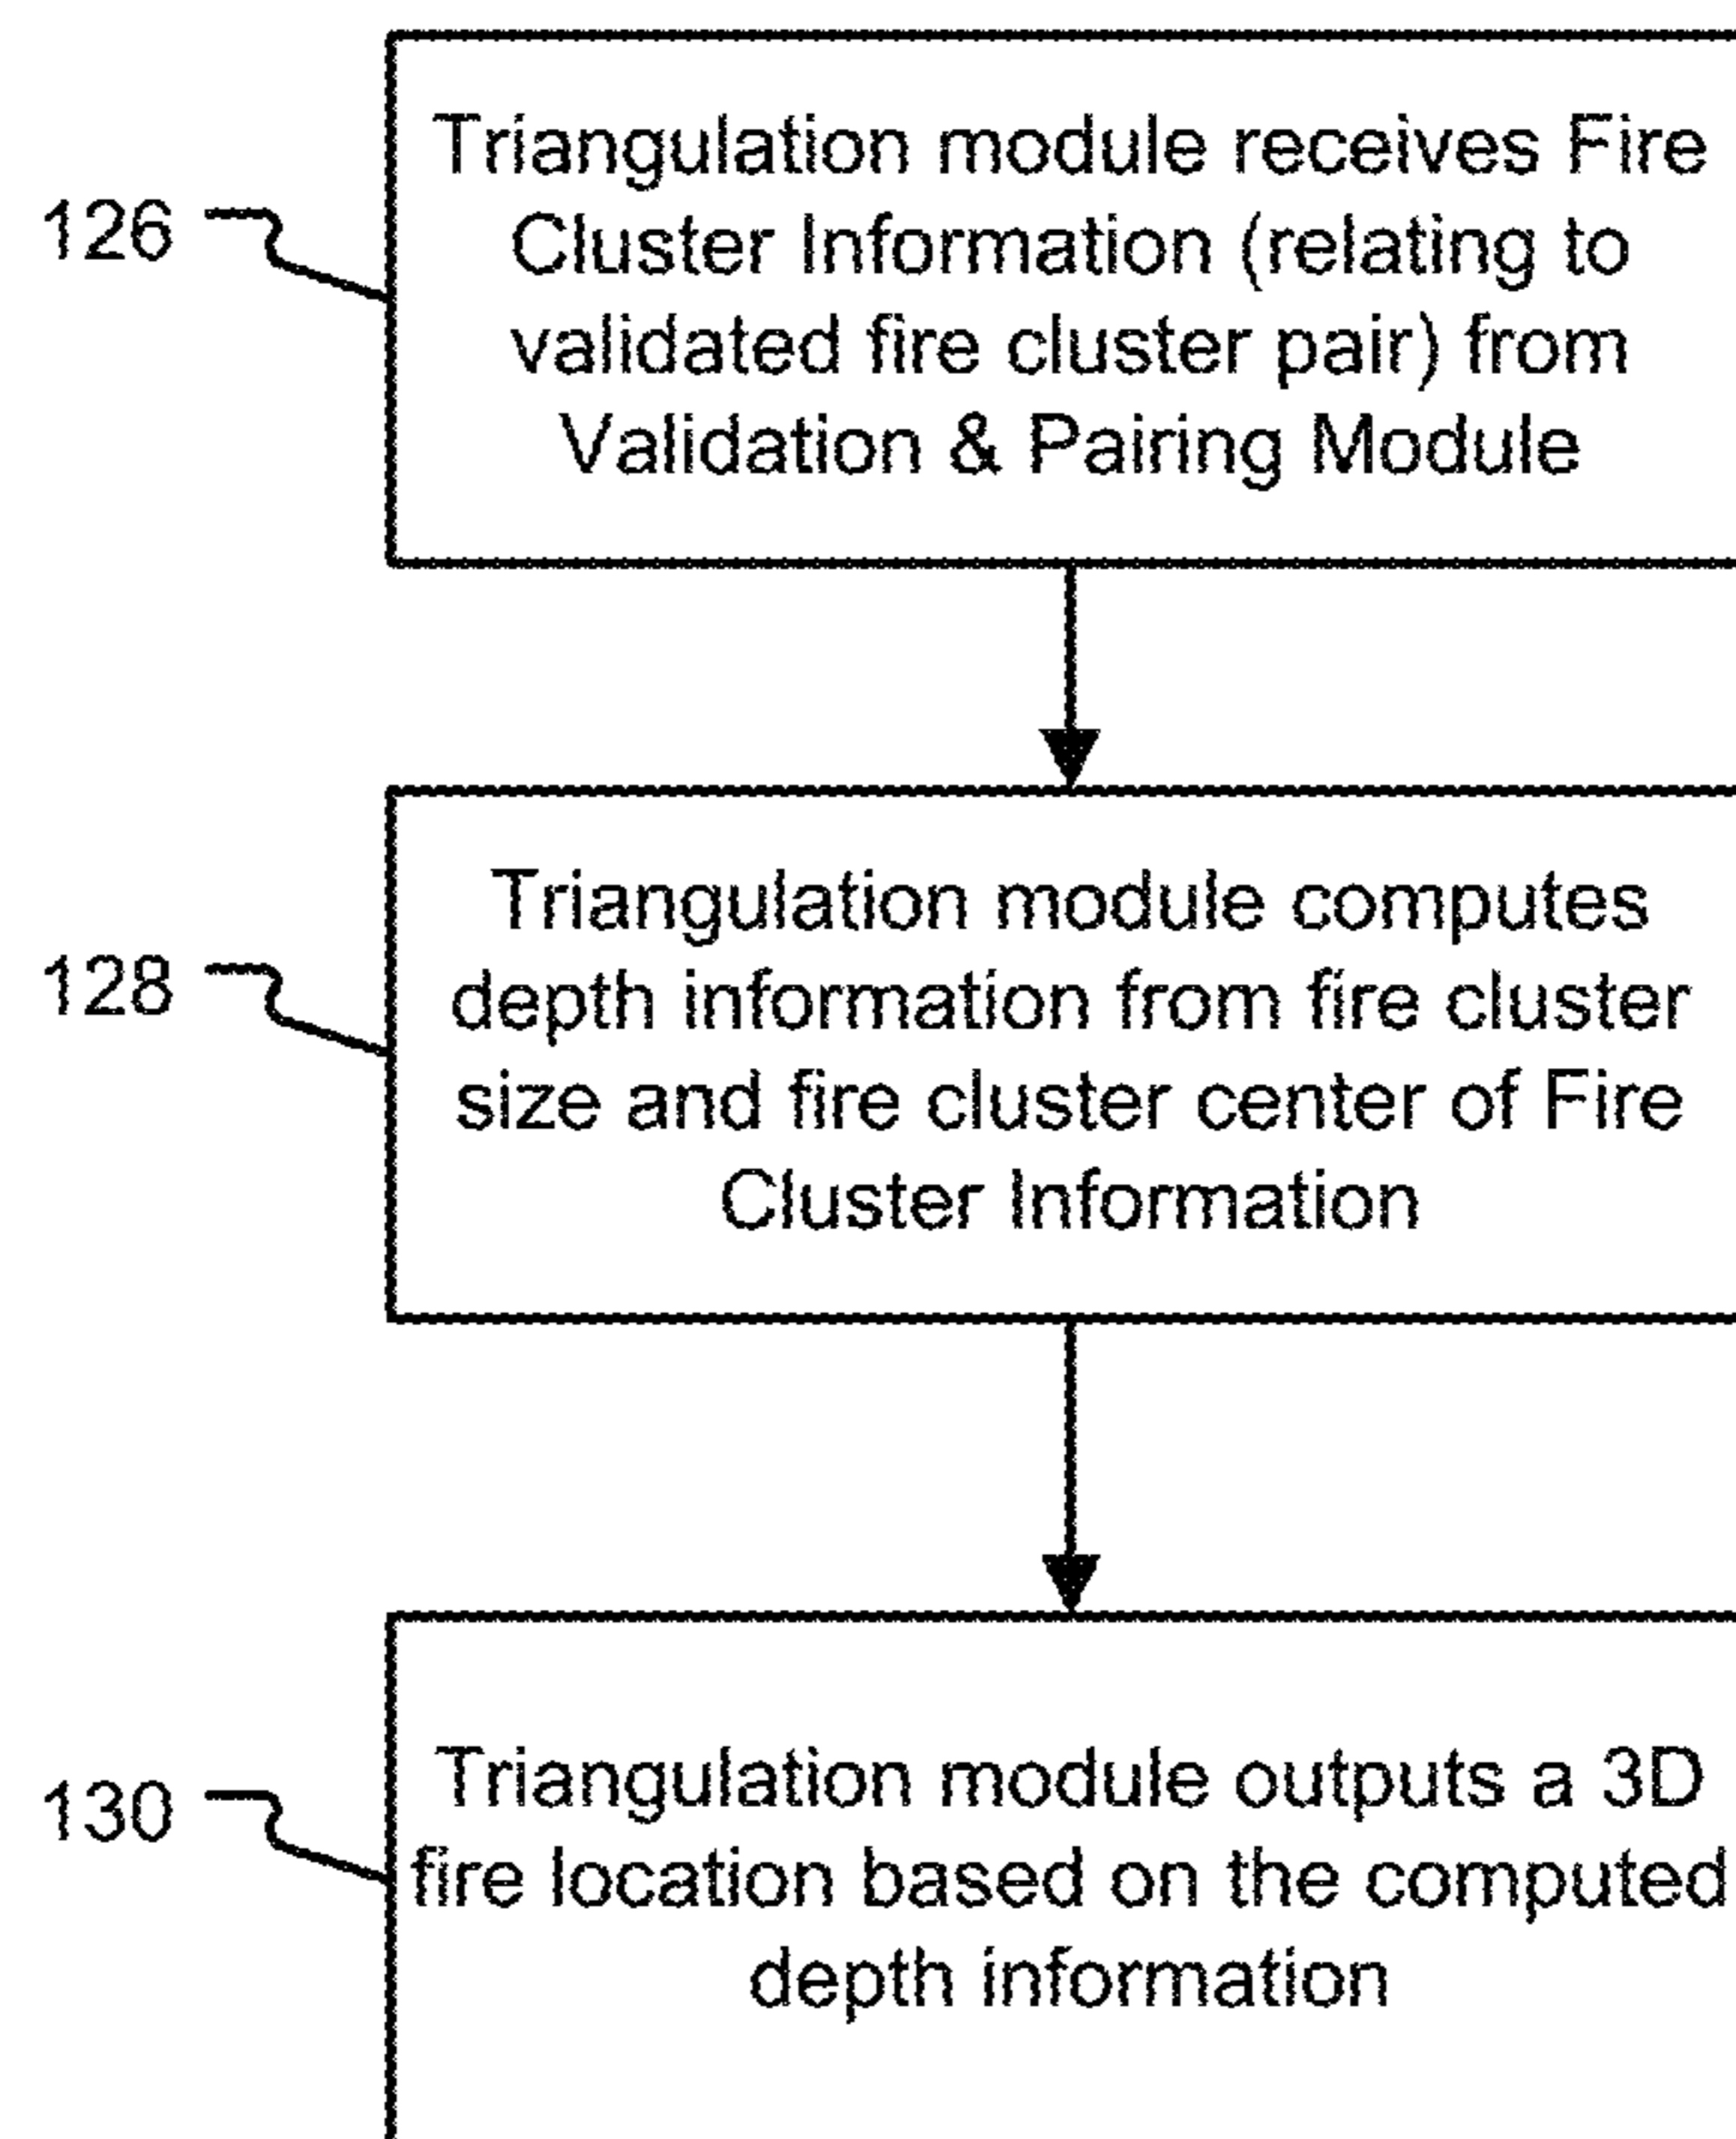 Triangulation module receives Fire
126
Cluster Information (relating to
validated fire cluster pair) from
Validation & Pairing Module
Triangulation module computes
128
depth information from fire cluster
size and fire cluster center of Fire
Cluster Information
Triangulation module outputs a 3D
130
fire location based on the computed
depth information